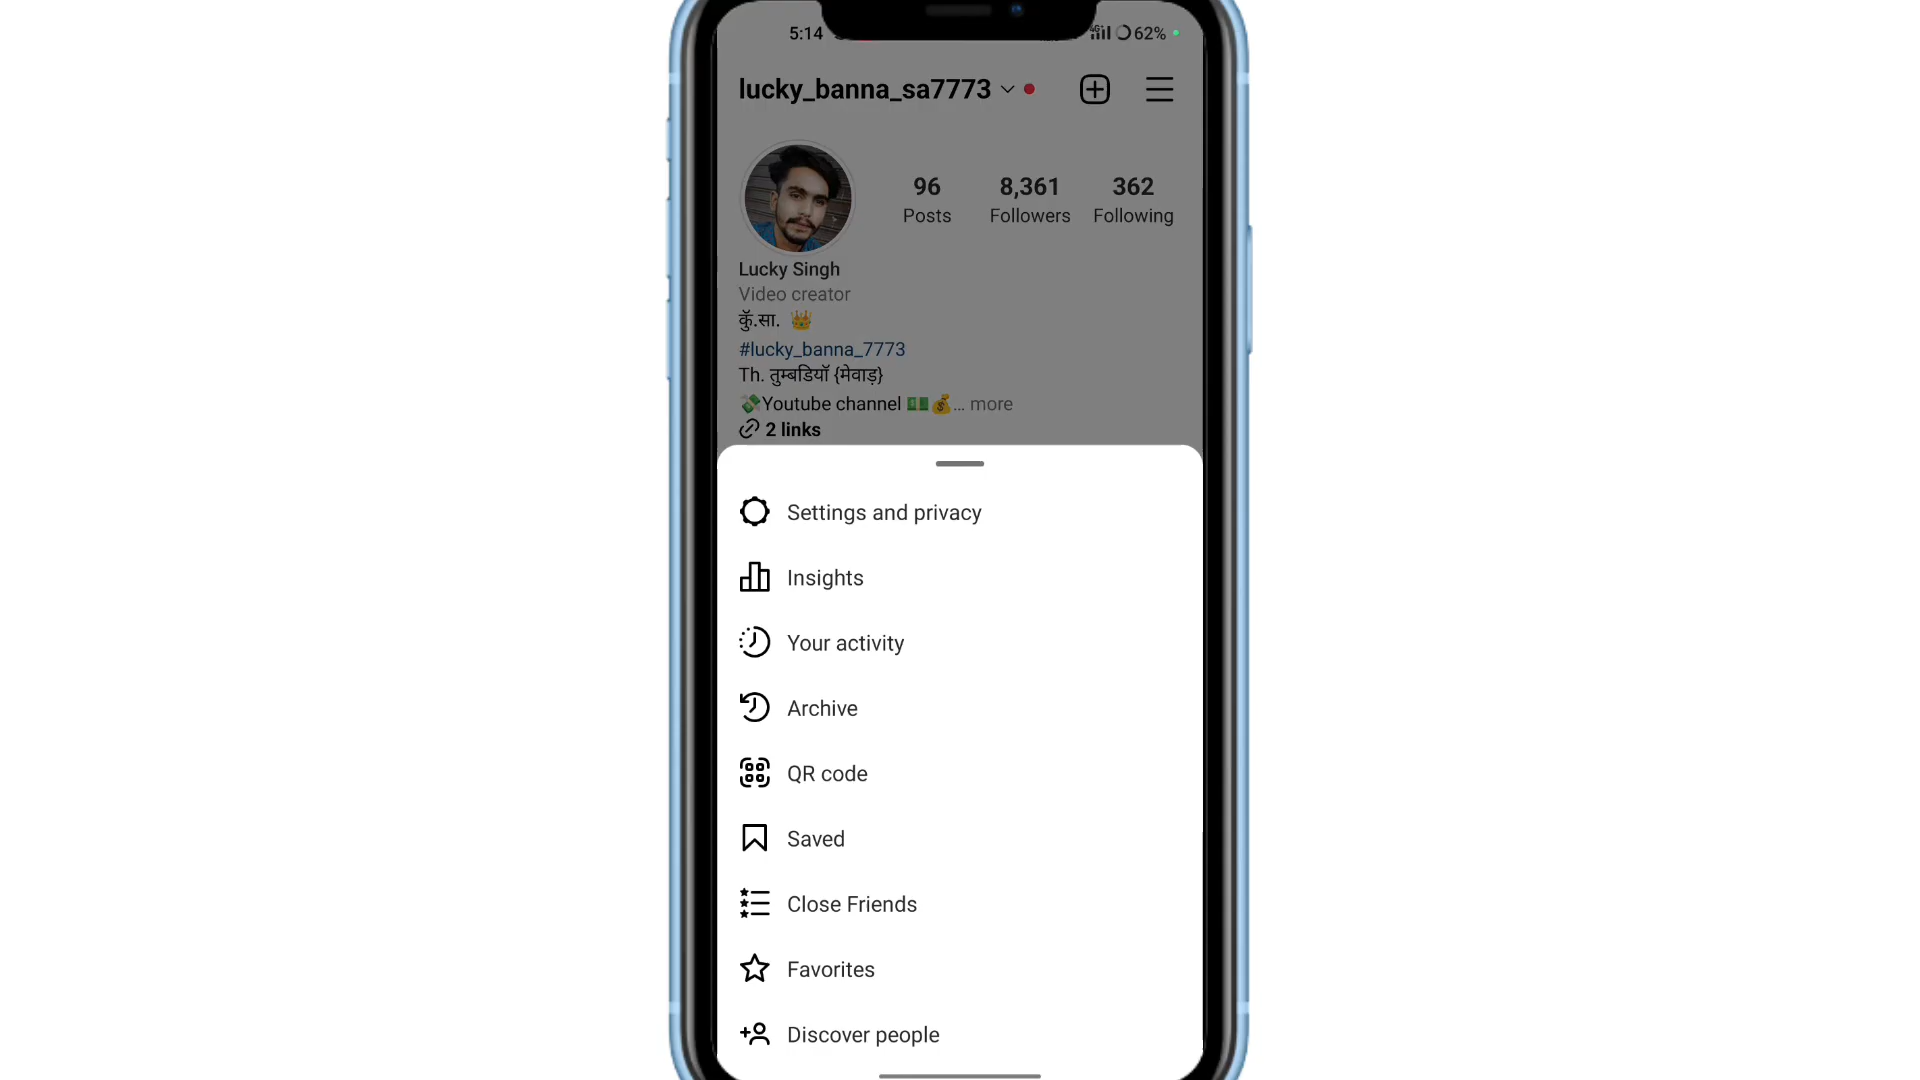 5:14
4G+ 62%
lucky_banna_sa7773
96 8,361 362
Posts Followers Following
Lucky Singh
Video creator
कुॅ.सा. 👑
#lucky_banna_7773
Th. तुम्बडियॉ {मेवाड़}
💸Youtube channel 💵💰... more
2 links
Settings and privacy
Insights
Your activity
Archive
QR code
Saved
Close Friends
Favorites
Discover people